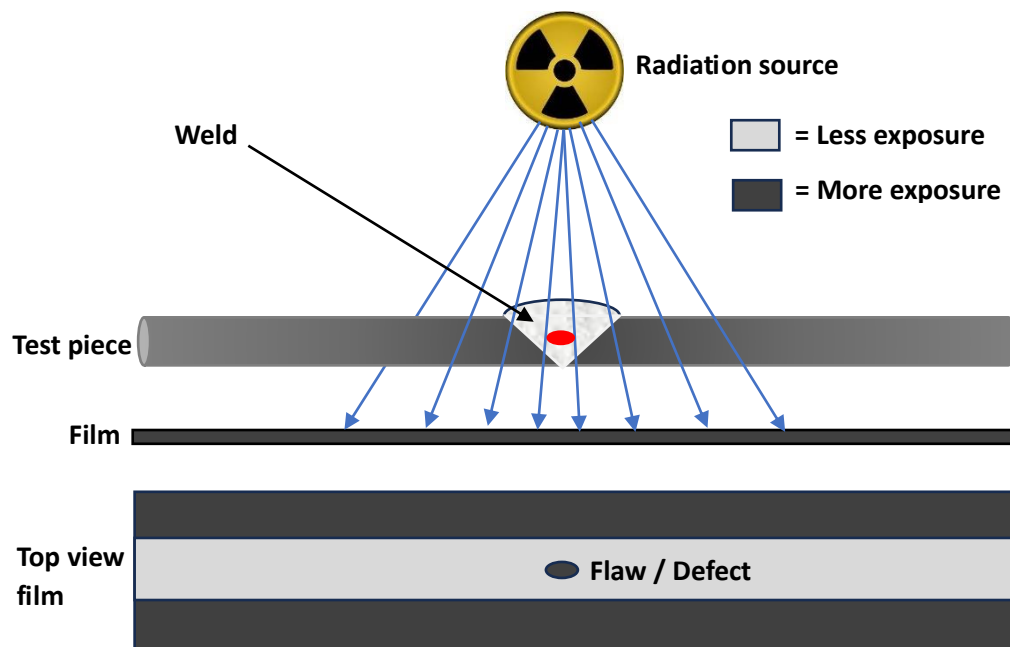 Radiation source
Weld
= Less exposure
= More exposure
Test piece
Film
Top view
film
Flaw / Defect